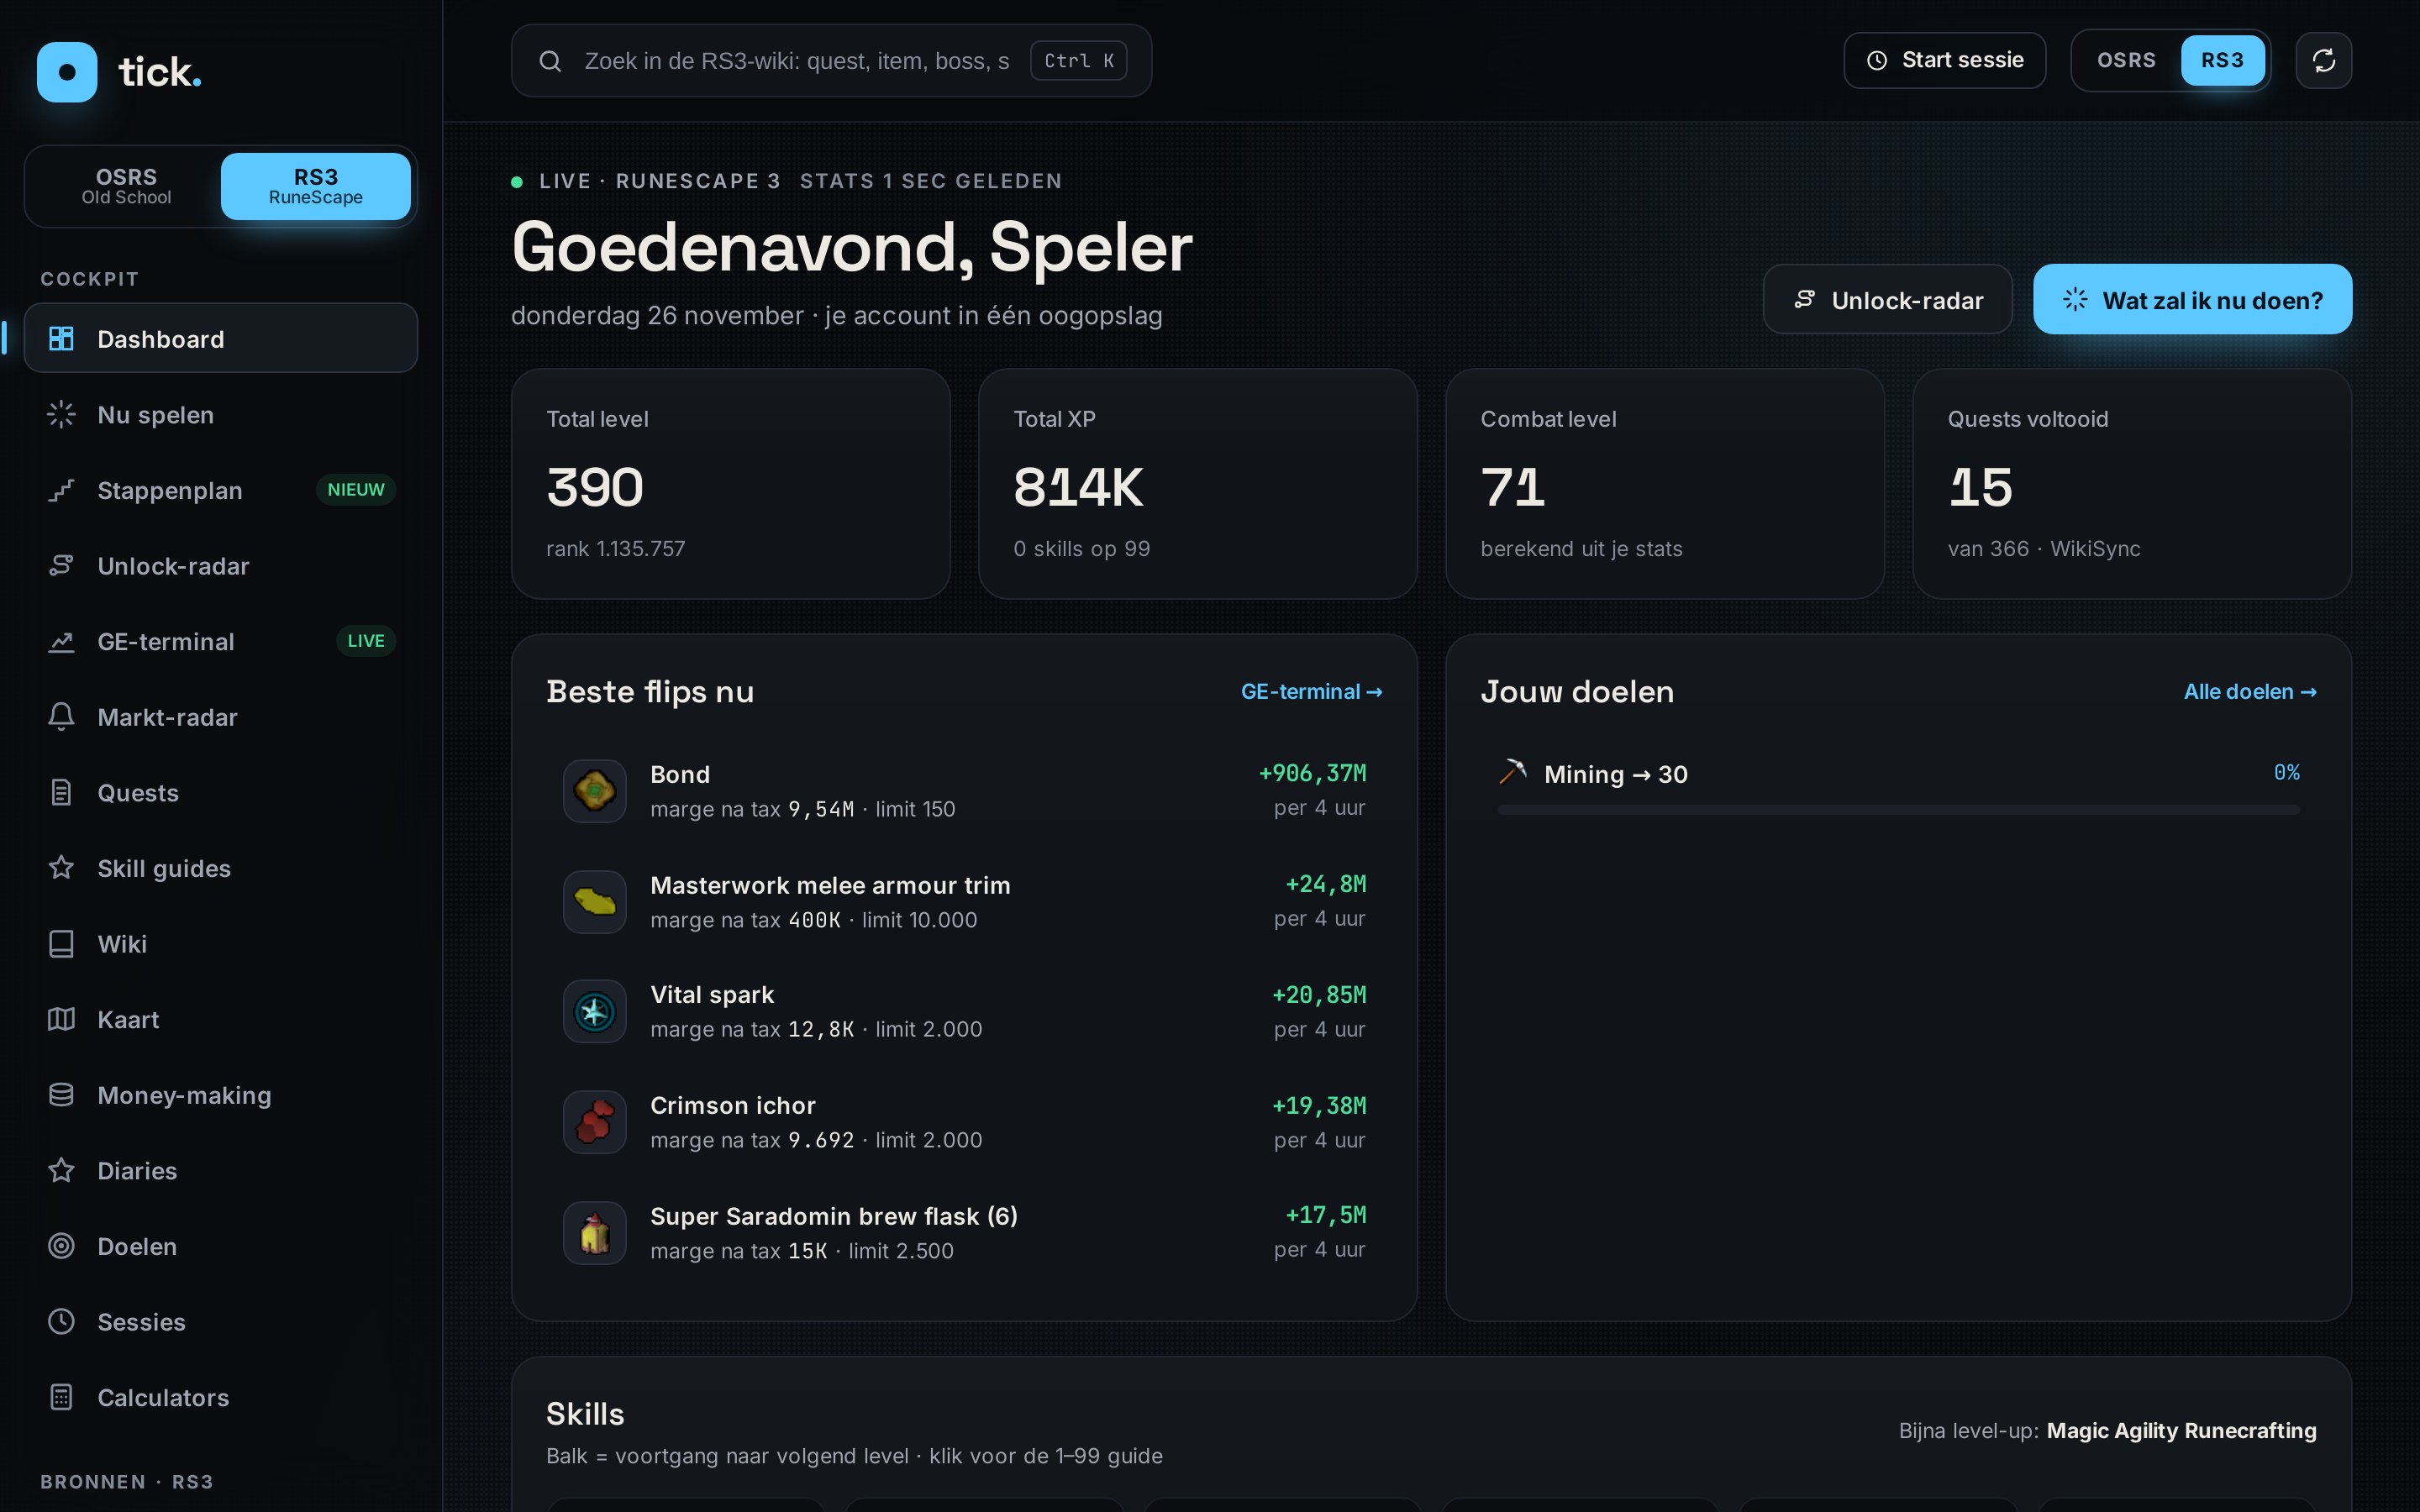 tick.
OSRS
Old School
RS3
RuneScape
COCKPIT
Dashboard
Nu spelen
Stappenplan NIEUW
Unlock-radar
GE-terminal LIVE
Markt-radar
Quests
Skill guides
Wiki
Kaart
Money-making
Diaries
Doelen
Sessies
Calculators
BRONNEN · RS3
Zoek in de RS3-wiki: quest, item, boss, s Ctrl K
Start sessie
OSRS RS3
LIVE · RUNESCAPE 3 STATS 1 SEC GELEDEN
Goedenavond, Speler
donderdag 26 november · je account in één oogopslag
Unlock-radar
Wat zal ik nu doen?
Total level
390
rank 1.135.757
Total XP
814K
0 skills op 99
Combat level
71
berekend uit je stats
Quests voltooid
15
van 366 · WikiSync
Beste flips nu GE-terminal →
Bond +906,37M
marge na tax 9,54M · limit 150 per 4 uur
Masterwork melee armour trim +24,8M
marge na tax 400K · limit 10.000 per 4 uur
Vital spark +20,85M
marge na tax 12,8K · limit 2.000 per 4 uur
Crimson ichor +19,38M
marge na tax 9.692 · limit 2.000 per 4 uur
Super Saradomin brew flask (6) +17,5M
marge na tax 15K · limit 2.500 per 4 uur
Jouw doelen Alle doelen →
Mining → 30 0%
Skills
Balk = voortgang naar volgend level · klik voor de 1–99 guide
Bijna level-up: Magic Agility Runecrafting